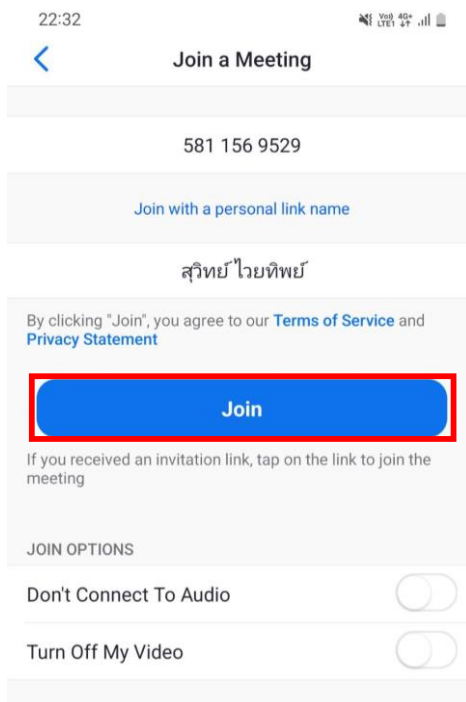 22:32
Vo)) LTE1 4G+
Join a Meeting
581 156 9529
Join with a personal link name
สุวิทย์ ไวยทิพย์
By clicking "Join", you agree to our Terms of Service and
Privacy Statement
Join
If you received an invitation link, tap on the link to join the
meeting
JOIN OPTIONS
Don't Connect To Audio
Turn Off My Video